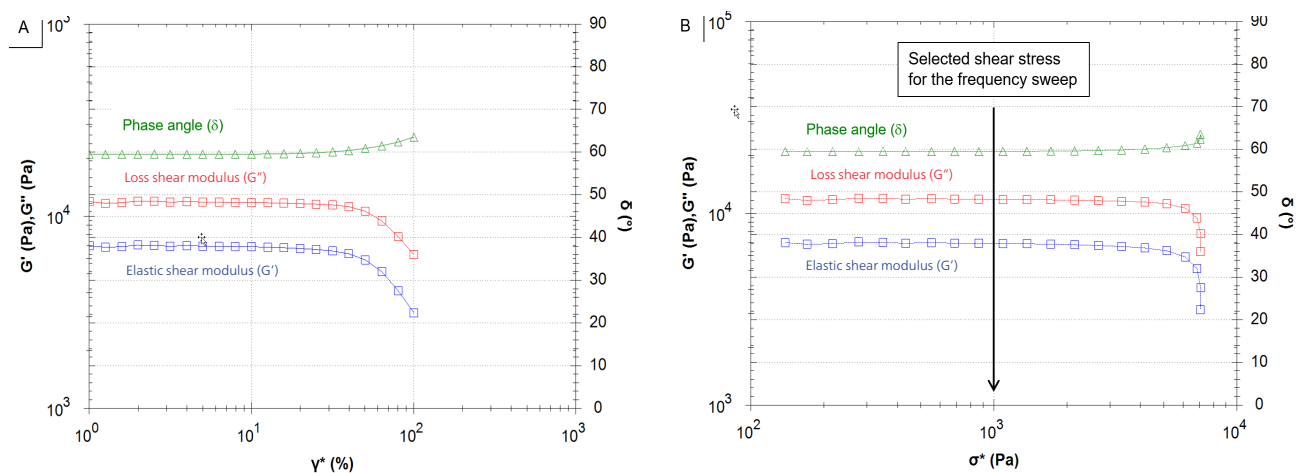 A
10⁵
90
80
70
Phase angle (δ)
60
Loss shear modulus (G")
50
G' (Pa),G" (Pa)
10⁴
δ (°)
40
Elastic shear modulus (G')
30
20
10
10³
0
10⁰
10¹
10²
10³
γ* (%)
B
10⁵
90
Selected shear stress
for the frequency sweep
80
70
Phase angle (δ)
60
Loss shear modulus (G")
50
G' (Pa),G'' (Pa)
10⁴
δ (°)
40
Elastic shear modulus (G')
30
20
10
10³
0
10²
10³
10⁴
σ* (Pa)